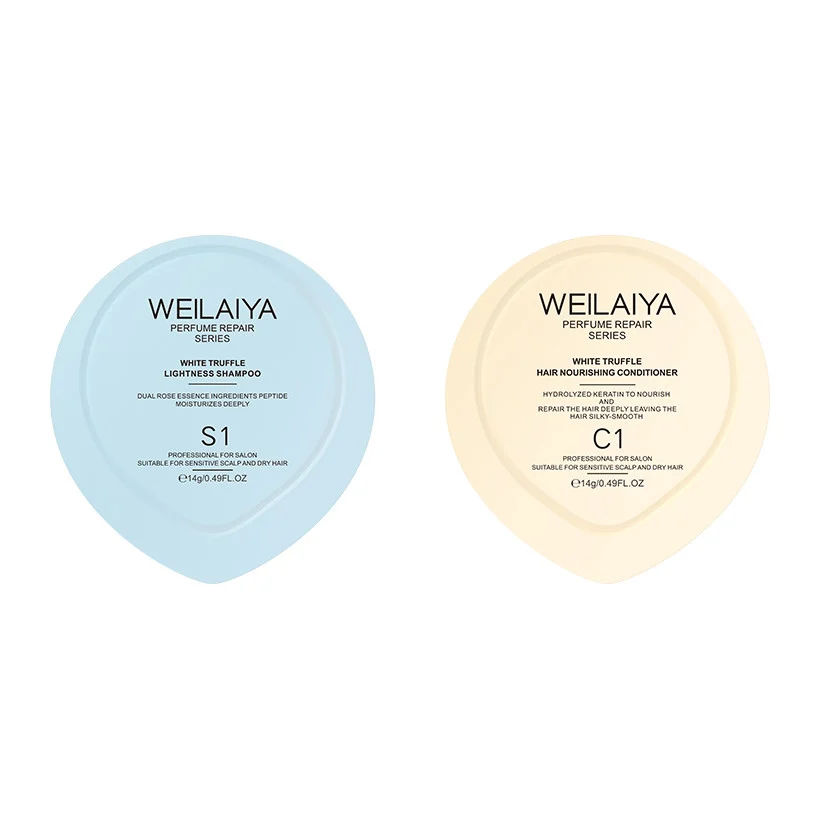 WEILAIYA
PERFUME REPAIR
SERIES
WHITE TRUFFLE
LIGHTNESS SHAMPOO
DUAL ROSE ESSENCE INGREDIENTS PEPTIDE
MOISTURIZES DEEPLY
S1
PROFESSIONAL FOR SALON
SUITABLE FOR SENSITIVE SCALP AND DRY HAIR
℮14g/0.49FL.OZ
WEILAIYA
PERFUME REPAIR
SERIES
WHITE TRUFFLE
HAIR NOURISHING CONDITIONER
HYDROLYZED KERATIN TO NOURISH
AND
REPAIR THE HAIR DEEPLY LEAVING THE
HAIR SILKY-SMOOTH
C1
PROFESSIONAL FOR SALON
SUITABLE FOR SENSITIVE SCALP AND DRY HAIR
℮14g/0.49FL.OZ